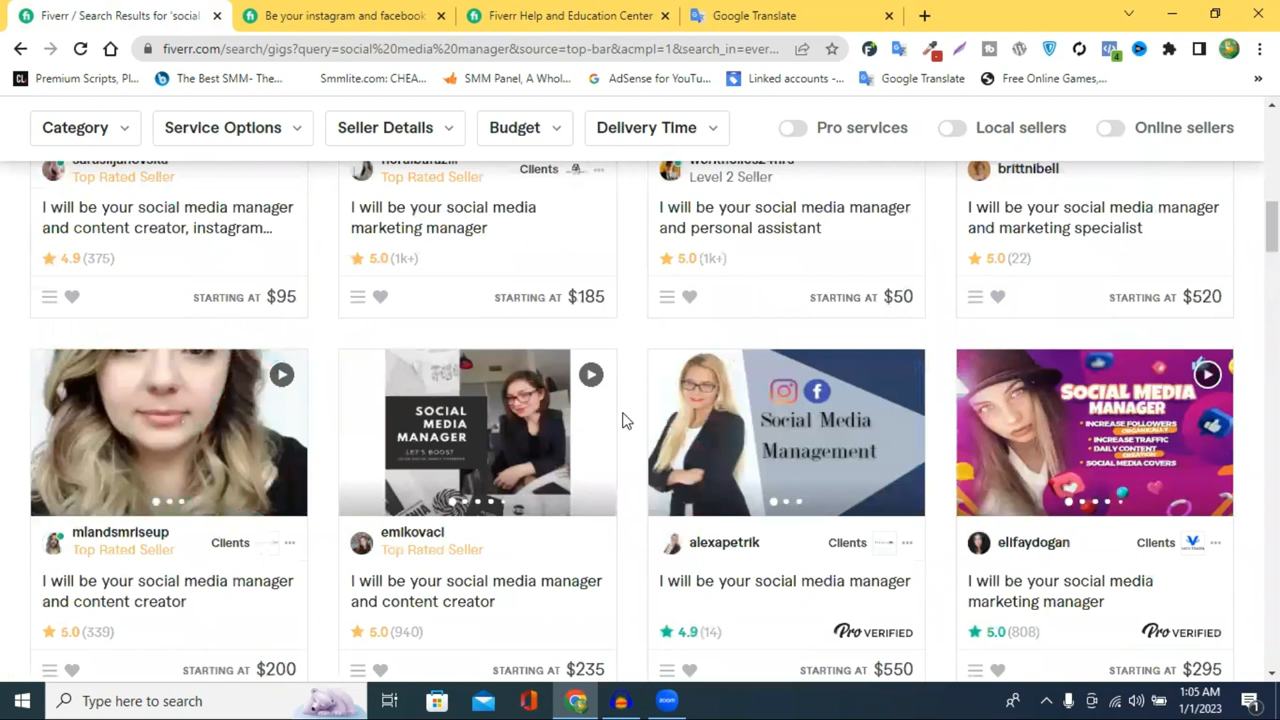 Fiverr / Search Results for 'social
Be your instagram and facebook
Fiverr Help and Education Center
Google Translate
fiverr.com/search/gigs?query=social%20media%20manager&source=top-bar&acmpl=1&search_in=ever...
4
Premium Scripts, Pl...
The Best SMM- The...
Smmlite.com: CHEA...
SMM Panel, A Whol...
AdSense for YouTu...
Linked accounts -...
Google Translate
Free Online Games,...
»
Category
Service Options
Seller Details
Budget
Delivery Time
Pro services
Local sellers
Online sellers
Top Rated Seller
Top Rated Seller
Clients
Level 2 Seller
brittnibell
I will be your social media manager
and content creator, instagram...
I will be your social media
marketing manager
I will be your social media manager
and personal assistant
I will be your social media manager
and marketing specialist
4.9 (375)
5.0 (1k+)
5.0 (1k+)
5.0 (22)
STARTING AT $95
STARTING AT $185
STARTING AT $50
STARTING AT $520
SOCIAL
MEDIA
MANAGER
LET'S BOOST
Social Media
Management
SOCIAL MEDIA
MANAGER
INCREASE FOLLOWERS
ORGANICALLY
INCREASE TRAFFIC
DAILY CONTENT
CREATION
SOCIAL MEDIA COVERS
mlandsmriseup
Top Rated Seller
Clients
emikovaci
Top Rated Seller
alexapetrik
Clients
elifaydogan
Clients
I will be your social media manager
and content creator
I will be your social media manager
and content creator
I will be your social media manager
I will be your social media
marketing manager
5.0 (339)
5.0 (940)
4.9 (14)
Pro VERIFIED
5.0 (808)
Pro VERIFIED
STARTING AT $200
STARTING AT $235
STARTING AT $550
STARTING AT $295
Type here to search
zoom
1:05 AM
1/1/2023
1